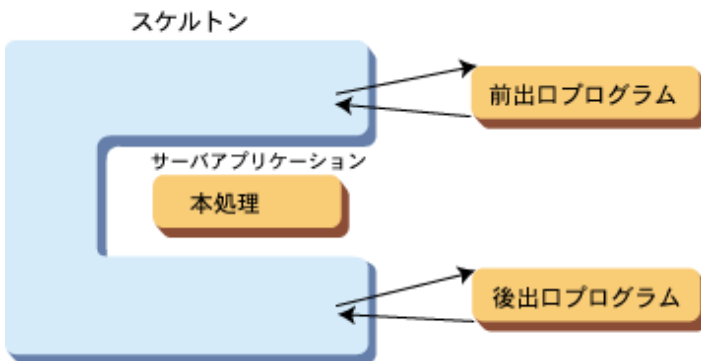 スケルトン
前出口プログラム
サーバアプリケーション
本処理
後出口プログラム